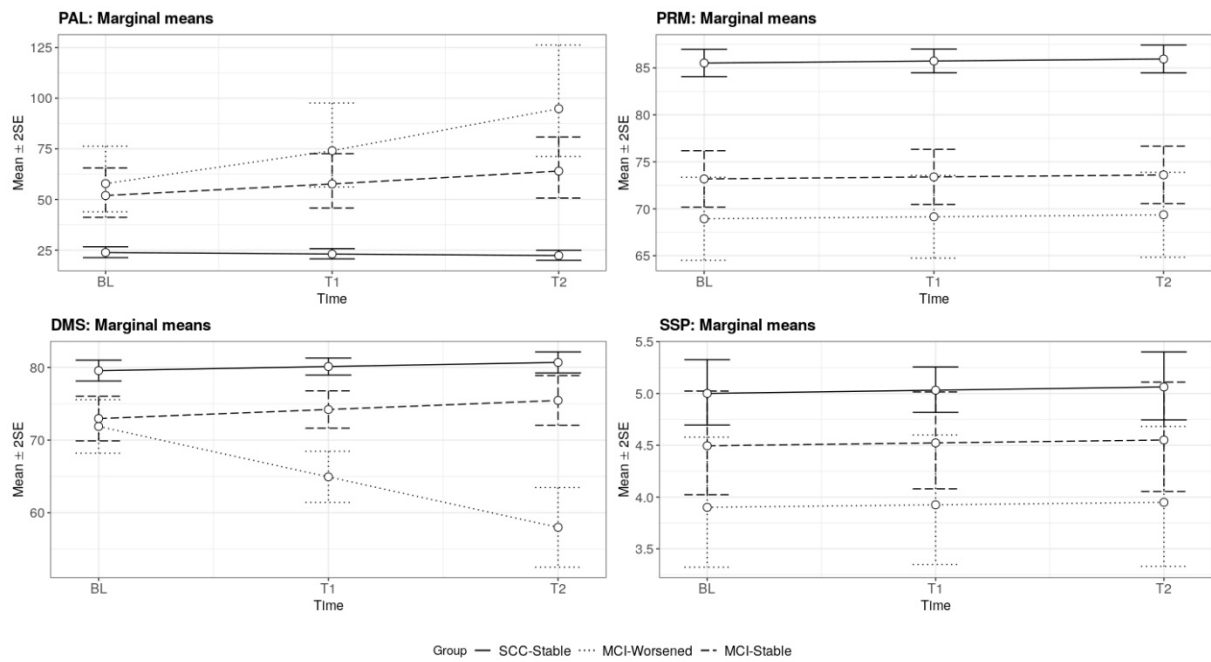 PAL: Marginal means
Mean ± 2SE
125
100
75
50
25
BL T1 T2
TIme
PRM: Marginal means
Mean ± 2SE
85
80
75
70
65
BL T1 T2
TIme
DMS: Marginal means
Mean ± 2SE
80
70
60
BL T1 T2
TIme
SSP: Marginal means
Mean ± 2SE
5.5
5.0
4.5
4.0
3.5
BL T1 T2
TIme
Group SCC-Stable MCI-Worsened MCI-Stable